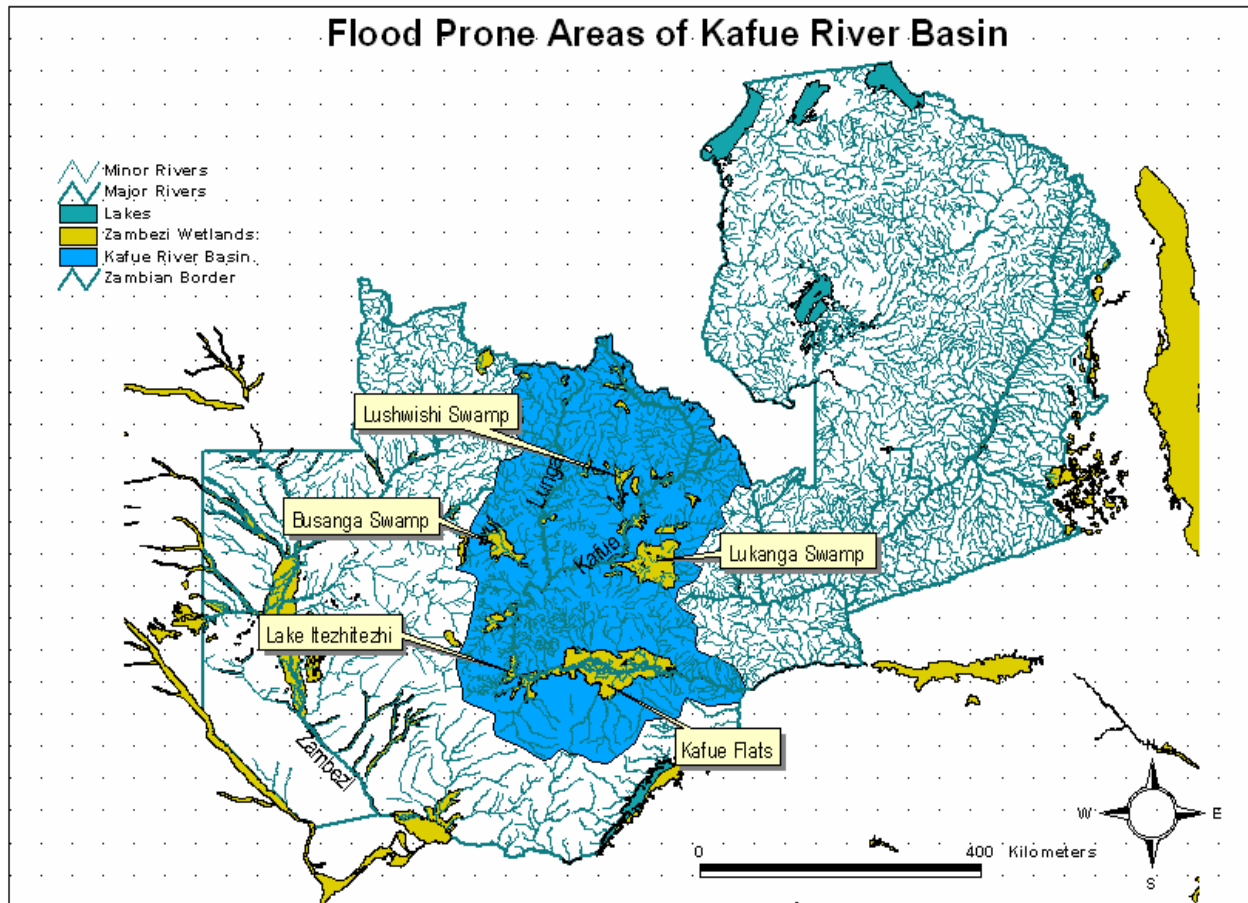 Flood Prone Areas of Kafue River Basin
Minor Rivers
Major Rivers
Lakes
Zambezi Wetlands:
Kafue River Basin.
Zambian Border
Lushwishi Swamp
Lunga
Busanga Swamp
Kafue
Lukanga Swamp
Lake Itezhitezhi
Kafue Flats
Zambezi
N
W
E
S
0
400 Kilometers